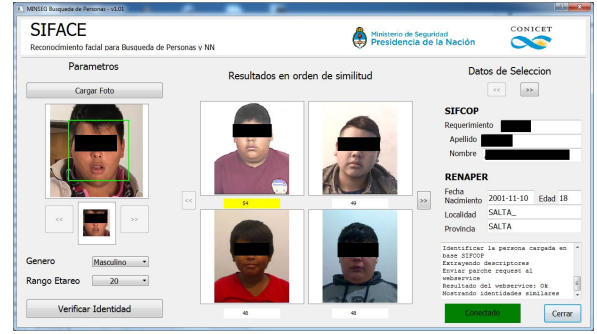 MINSEG Busqueda de Personas - v1.01
SIFACE
Reconocimiento facial para Busqueda de Personas y NN
Ministerio de Seguridad
Presidencia de la Nación
CONICET
Parametros
Cargar Foto
<<
>>
Genero
Masculino
Rango Etareo
20
Verificar Identidad
Resultados en orden de similitud
54
49
<<
>>
48
48
Datos de Seleccion
<<
>>
SIFCOP
Requerimiento
Apellido
Nombre
RENAPER
Fecha
Nacimiento 2001-11-10 Edad 18
Localidad SALTA_
Provincia SALTA
Identificar la persona cargada en
base SIFCOP
Extrayendo descriptores
Enviar parche request al
webservice
Resultado del webservice: Ok
Mostrando identidades similares
Conectado
Cerrar